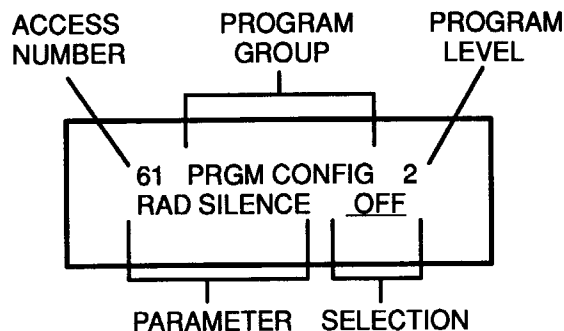 ACCESS NUMBER
PROGRAM GROUP
PROGRAM LEVEL
61 PRGM CONFIG 2
RAD SILENCE OFF
PARAMETER SELECTION